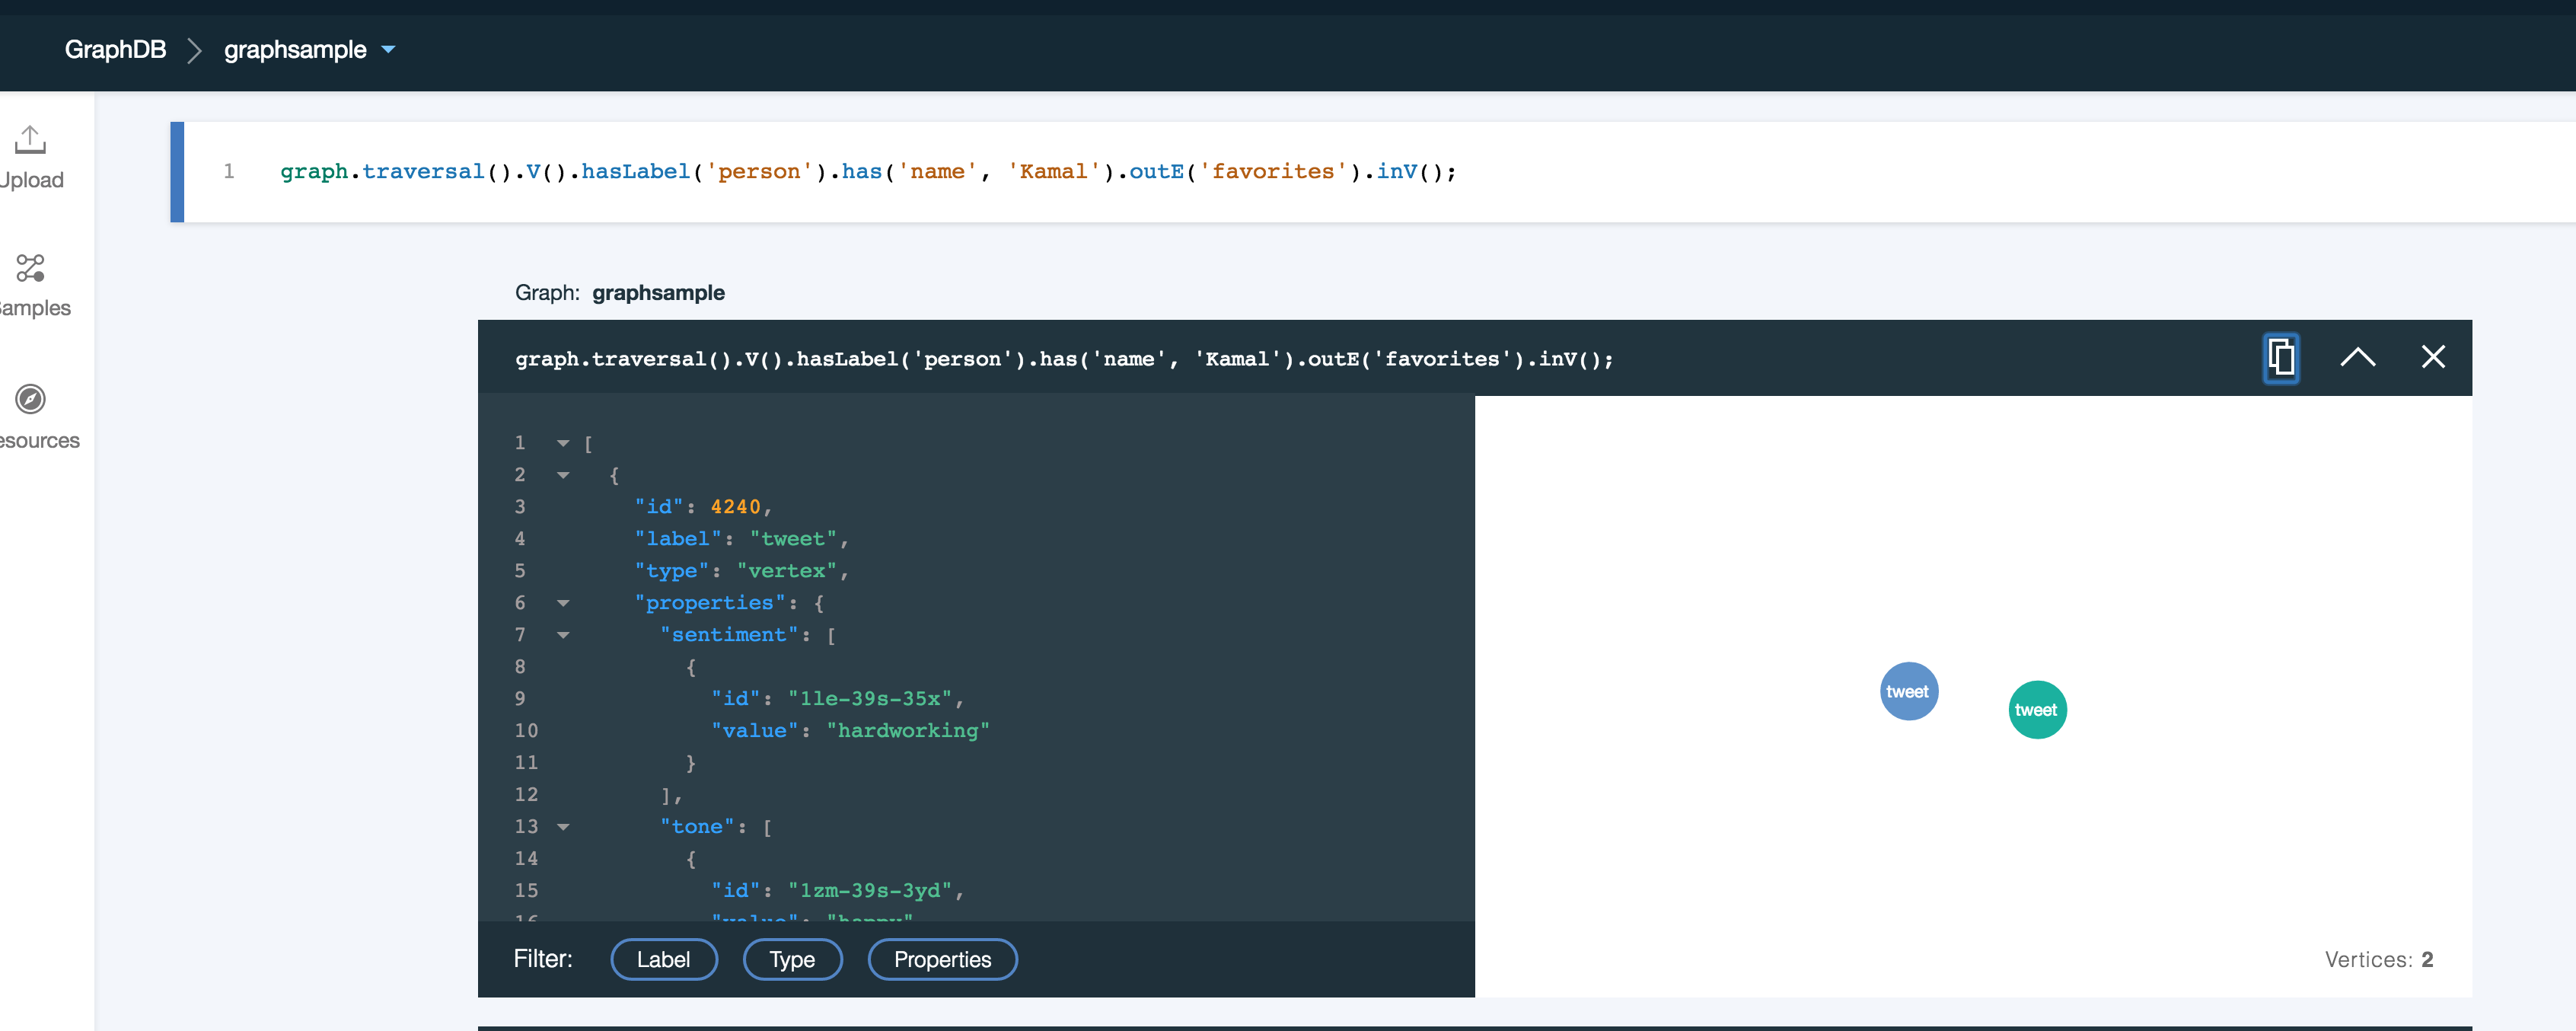 GraphDB graphsample
Upload
amples
esources
1 graph.traversal().V().hasLabel('person').has('name', 'Kamal').outE('favorites').inV();
Graph: graphsample
graph.traversal().V().hasLabel('person').has('name', 'Kamal').outE('favorites').inV();
1 [
2 {
3 "id": 4240,
4 "label": "tweet",
5 "type": "vertex",
6 "properties": {
7 "sentiment": [
8 {
9 "id": "1le-39s-35x",
10 "value": "hardworking"
11 }
12 ],
13 "tone": [
14 {
15 "id": "1zm-39s-3yd",
16 "value": "happy"
tweet
tweet
Filter: Label Type Properties
Vertices: 2